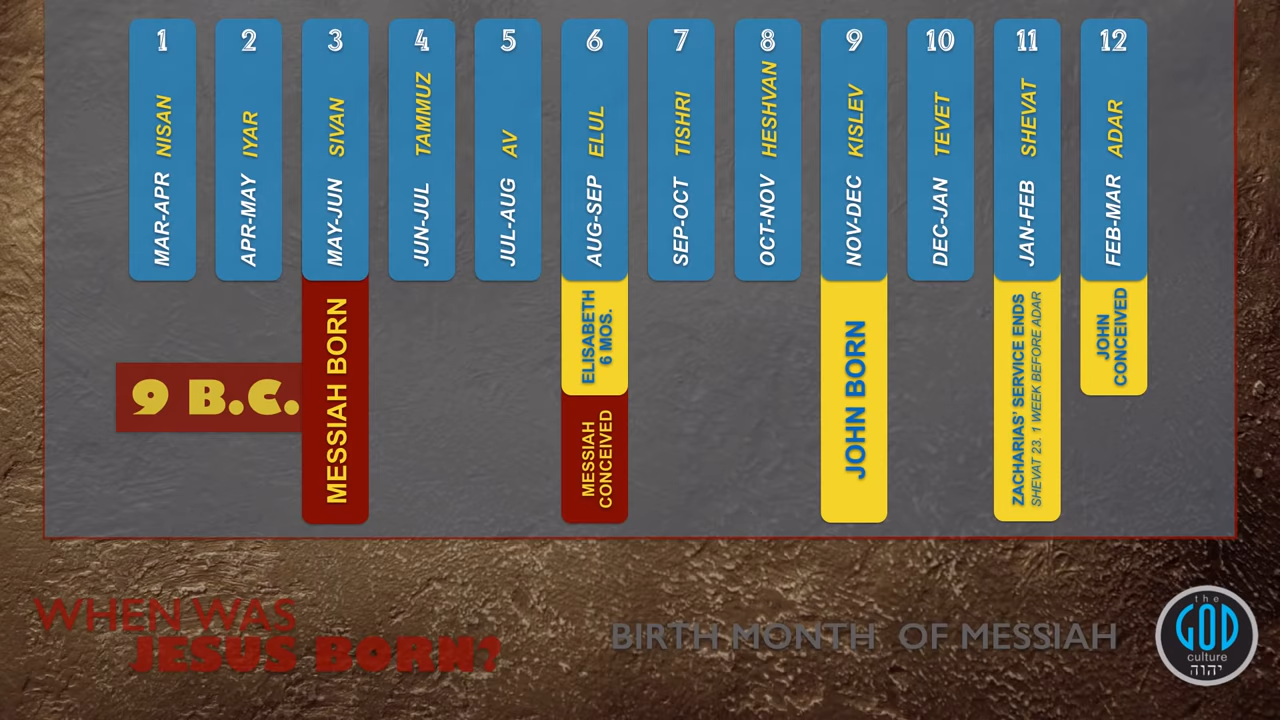 1
NISAN
MAR-APR
2
IYAR
APR-MAY
3
SIVAN
MAY-JUN
4
TAMMUZ
JUN-JUL
5
AV
JUL-AUG
6
ELUL
AUG-SEP
7
TISHRI
SEP-OCT
8
HESHVAN
OCT-NOV
9
KISLEV
NOV-DEC
10
TEVET
DEC-JAN
11
SHEVAT
JAN-FEB
12
ADAR
FEB-MAR
9 B.C.
MESSIAH BORN
ELISABETH
6 MOS.
MESSIAH
CONCEIVED
JOHN BORN
ZACHARIAS' SERVICE ENDS
SHEVAT 23. 1 WEEK BEFORE ADAR
JOHN
CONCEIVED
WHEN WAS
JESUS BORN?
BIRTH MONTH OF MESSIAH
the
GOD
culture
יהוה